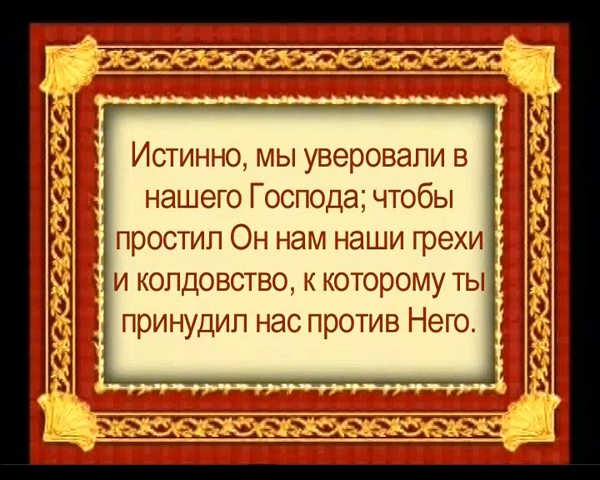 Истинно, мы уверовали в
нашего Господа; чтобы
простил Он нам наши грехи
и колдовство, к которому ты
принудил нас против Него.